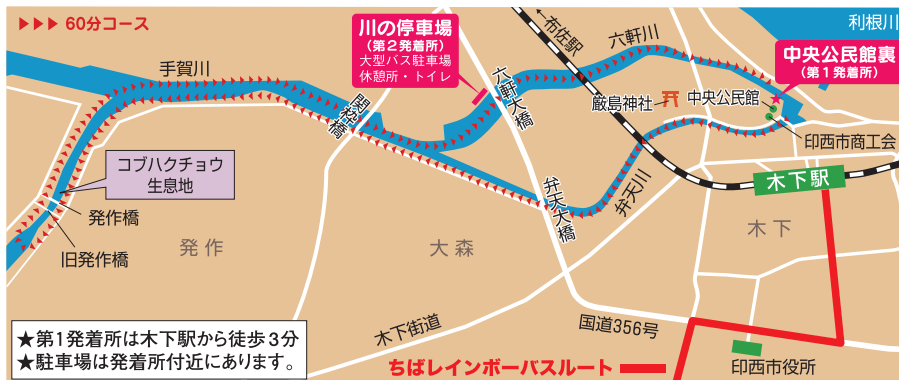 ▶▶▶ 60分コース
手賀川
川の停車場
(第2発着所)
大型バス駐車場
休憩所・トイレ
←市佐駅
六軒川
利根川
中央公民館裏
(第1発着所)
六軒大橋
関枠橋
厳島神社
中央公民館
印西市商工会
木下駅
コブハクチョウ
生息地
発作橋
旧発作橋
発作
大森
弁天大橋
弁天川
木下
木下街道
国道356号
印西市役所
★第1発着所は木下駅から徒歩3分
★駐車場は発着所付近にあります。
ちばレインボーバスルート